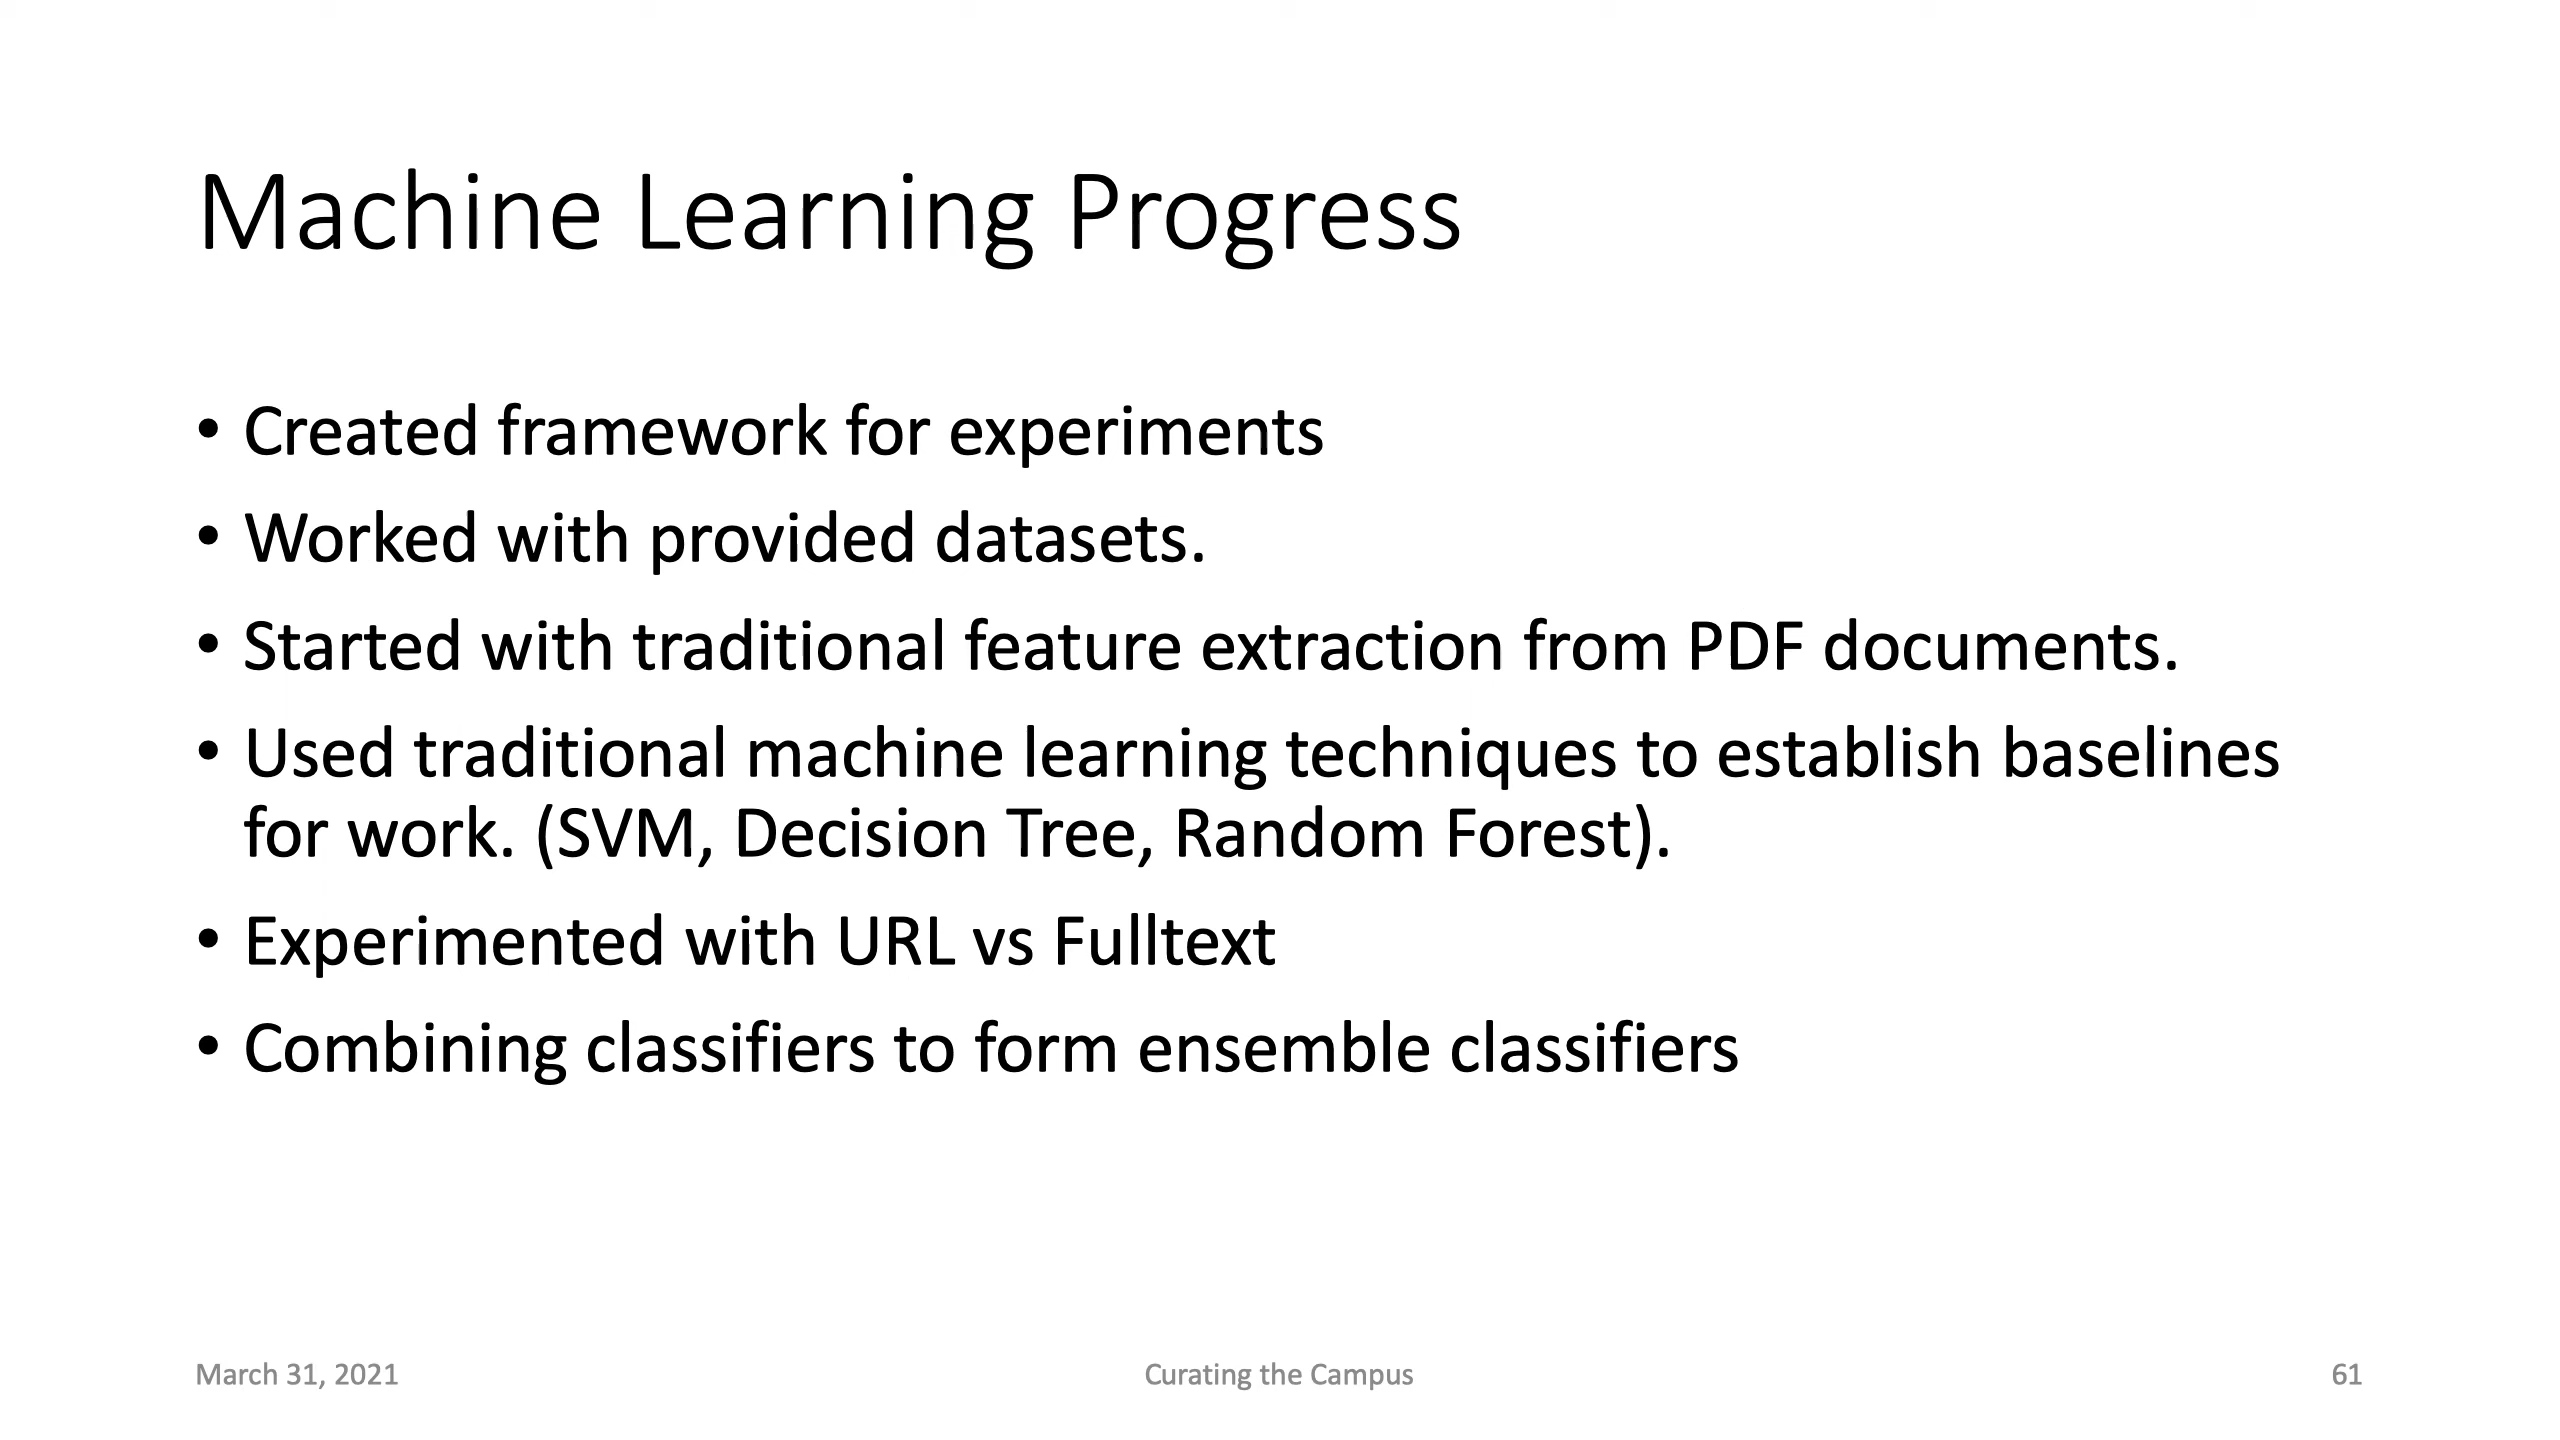 Machine Learning Progress
• Created framework for experiments
• Worked with provided datasets.
• Started with traditional feature extraction from PDF documents.
• Used traditional machine learning techniques to establish baselines
for work. (SVM, Decision Tree, Random Forest).
• Experimented with URL vs Fulltext
• Combining classifiers to form ensemble classifiers
March 31, 2021
Curating the Campus
61